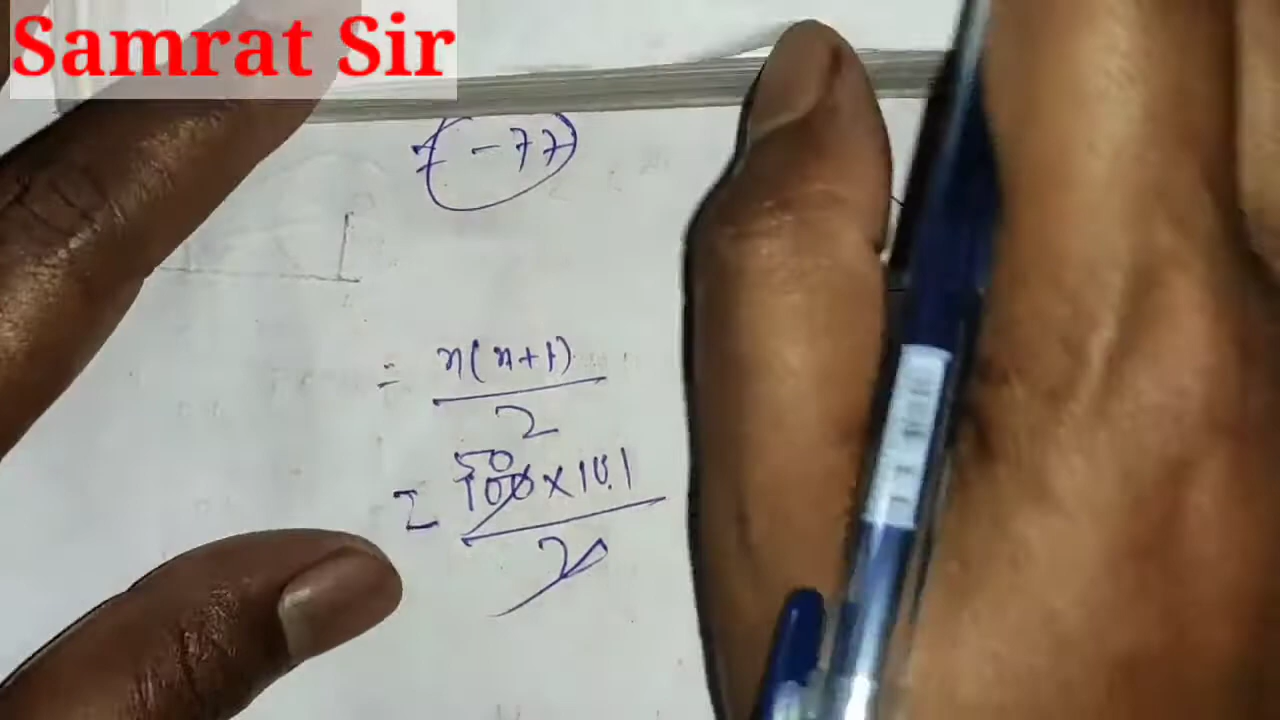 Samrat Sir
- 77
= n(n+1)
2
50
= 100 x 101
2